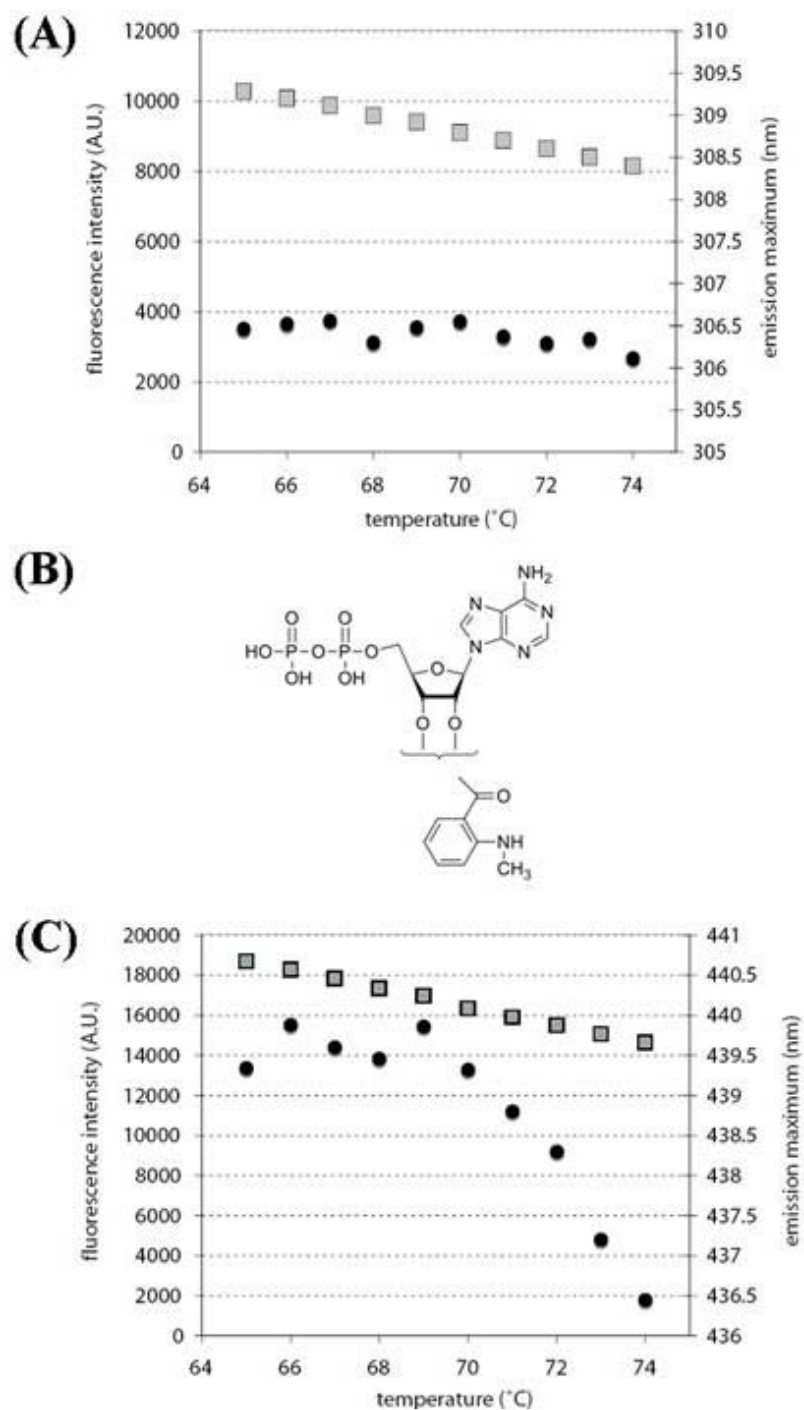 (A)
12000
10000
8000
6000
4000
2000
0
fluorescence intensity (A.U.)
310
309.5
309
308.5
308
307.5
307
306.5
306
305.5
305
emission maximum (nm)
64 66 68 70 72 74
temperature (˚C)
(B)
NH2
N
N
N
N
O O
HO P O P O
OH OH
O
O O
O
NH
CH3
(C)
20000
18000
16000
14000
12000
10000
8000
6000
4000
2000
0
fluorescence intensity (A.U.)
441
440.5
440
439.5
439
438.5
438
437.5
437
436.5
436
emission maximum (nm)
64 66 68 70 72 74
temperature (˚C)